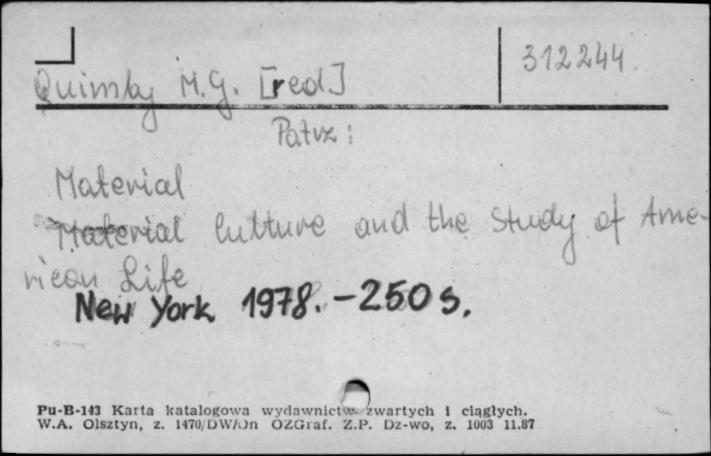 312244
Quimby M.G. [red]
Patrz:
Material
Material Culture and the Study of Ame-
rican Life
New York 1978. - 250 s.
Pu-B-143 Karta katalogowa wydawnictw zwartych i ciągłych.
W.A. Olsztyn, z. 1470/DW/Dn OZGraf. Z.P. Dz-wo, z. 1003 11.87